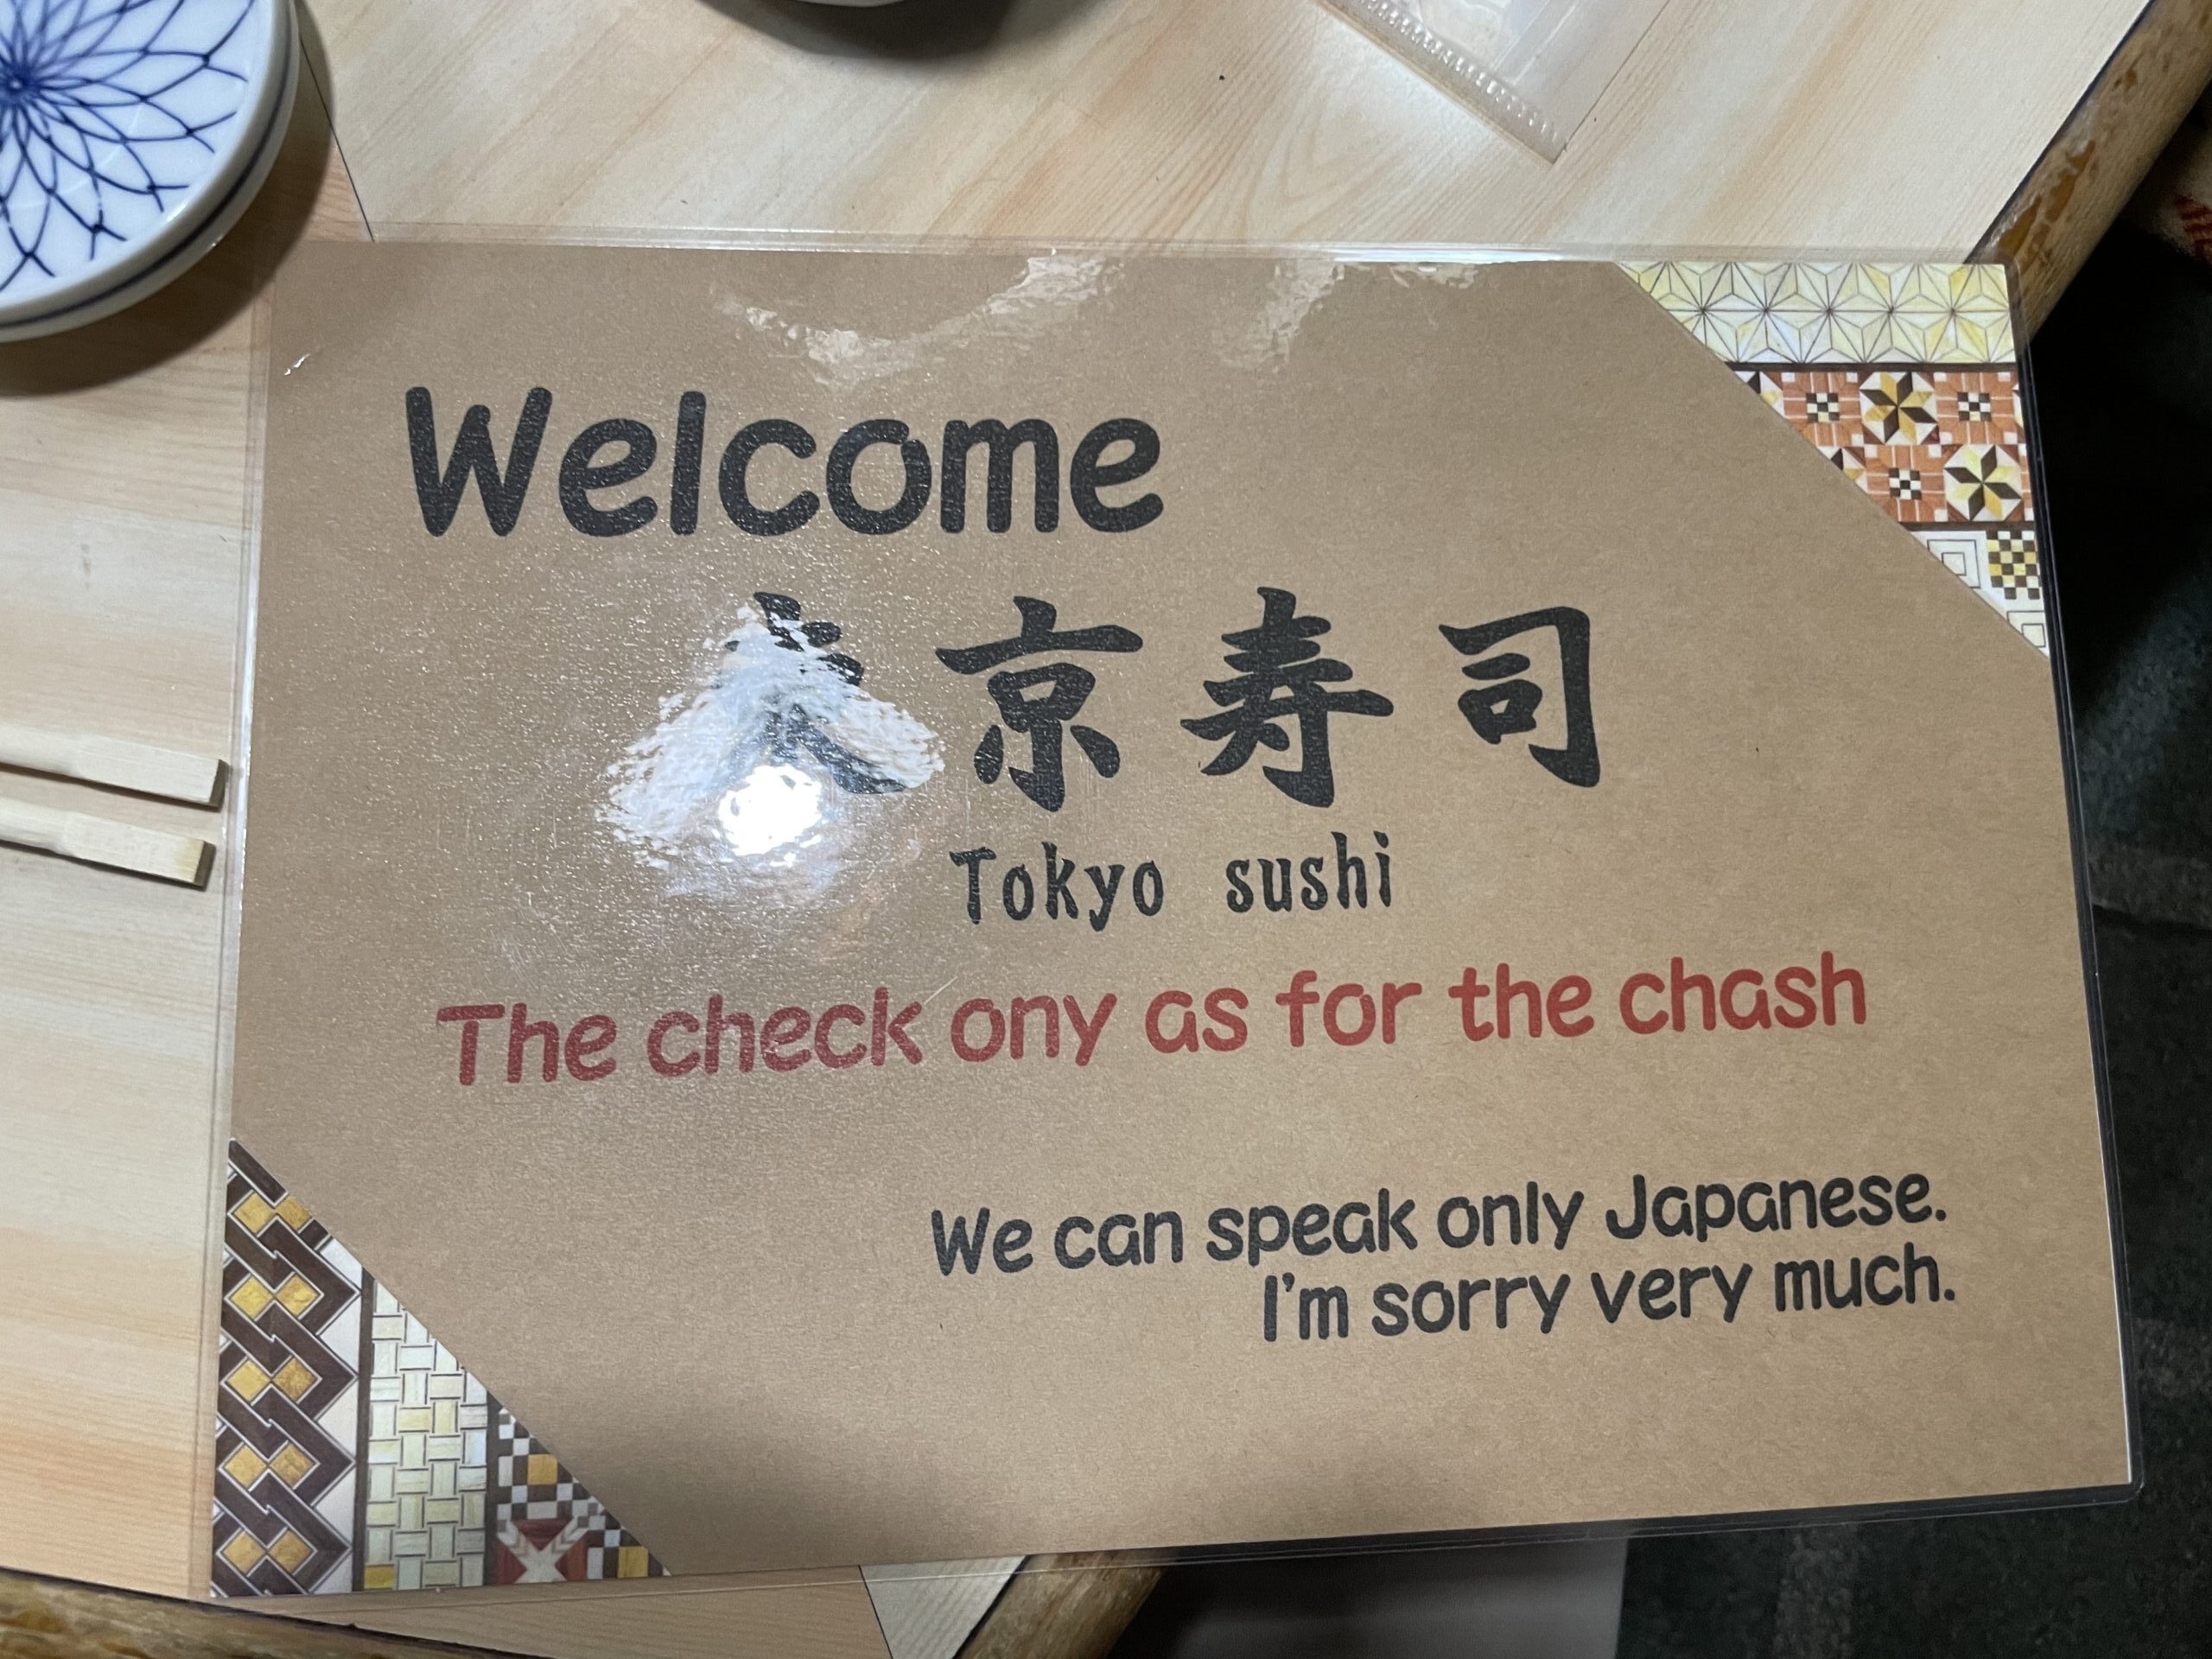 Welcome
東京寿司
Tokyo sushi
The check ony as for the chash
We can speak only Japanese.
I'm sorry very much.